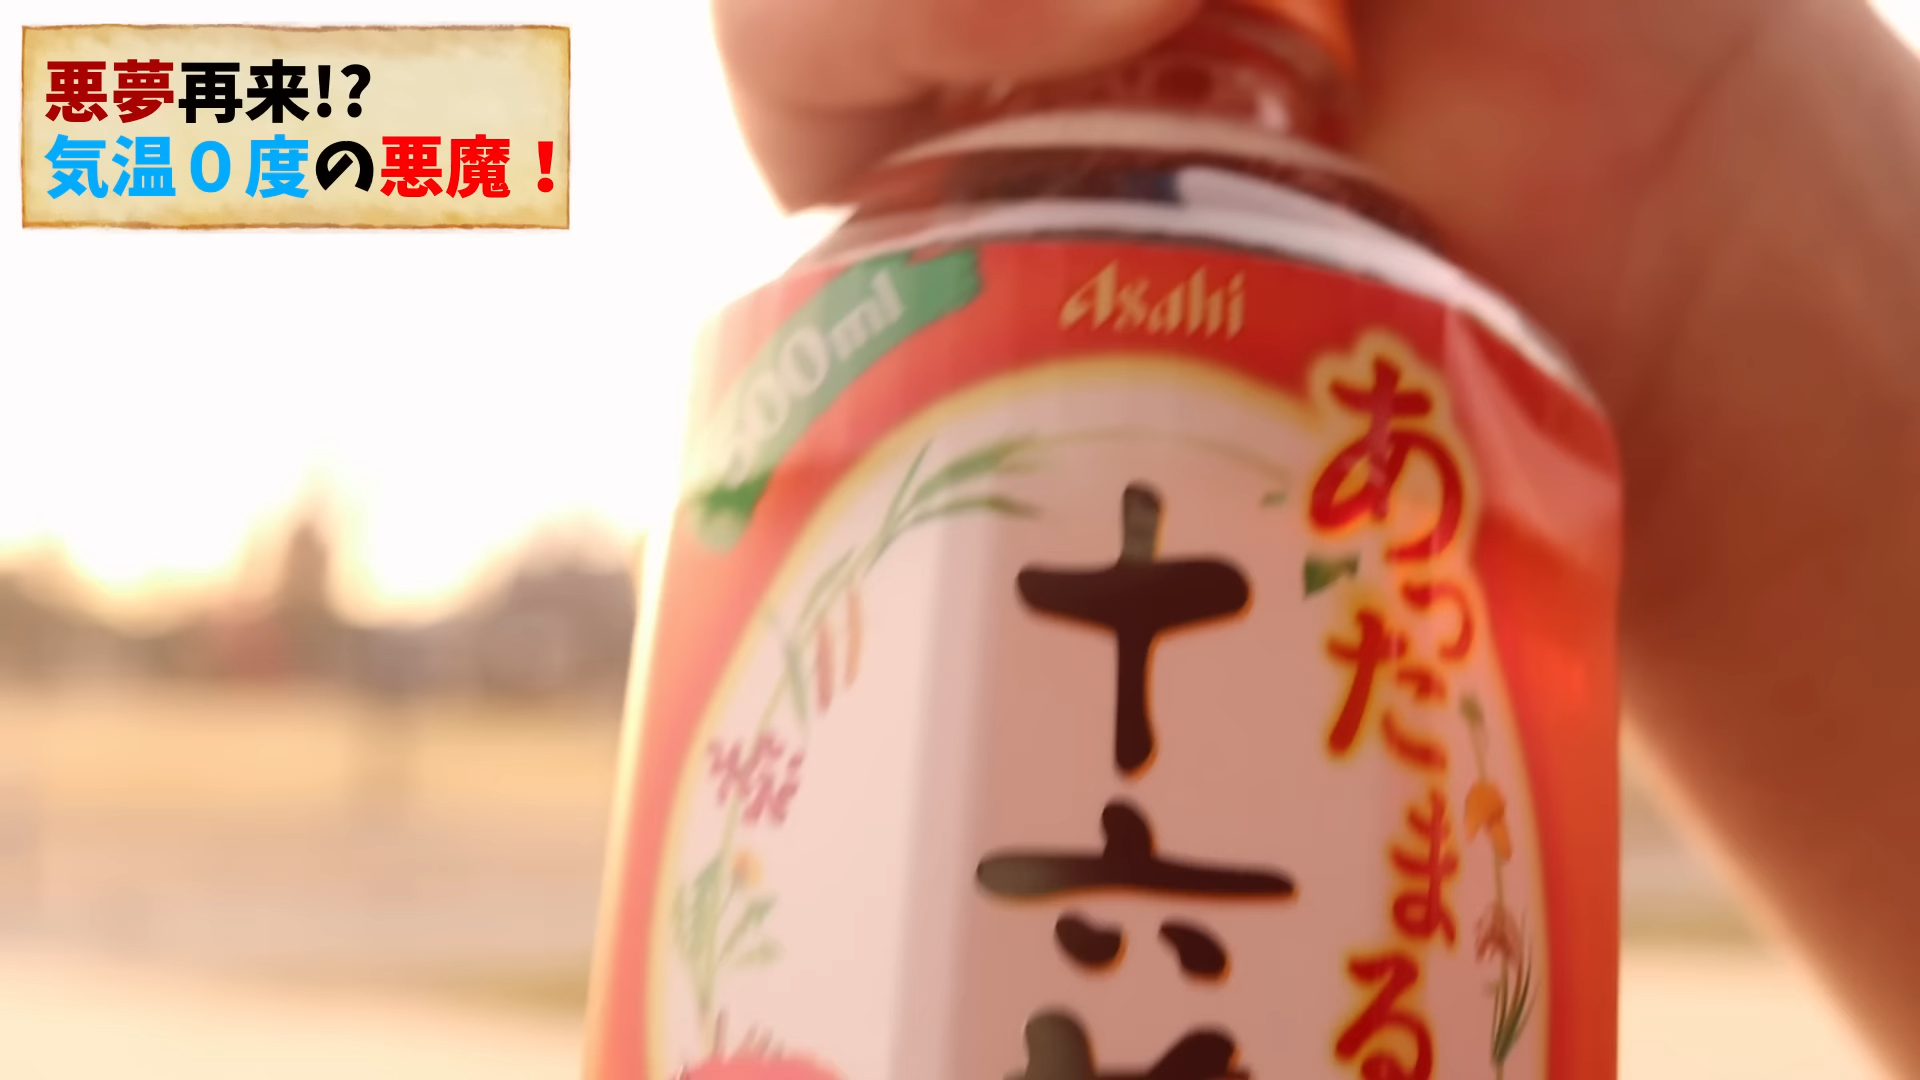 悪夢再来!?
気温０度の悪魔！
Asahi
500ml
あったまる
十六